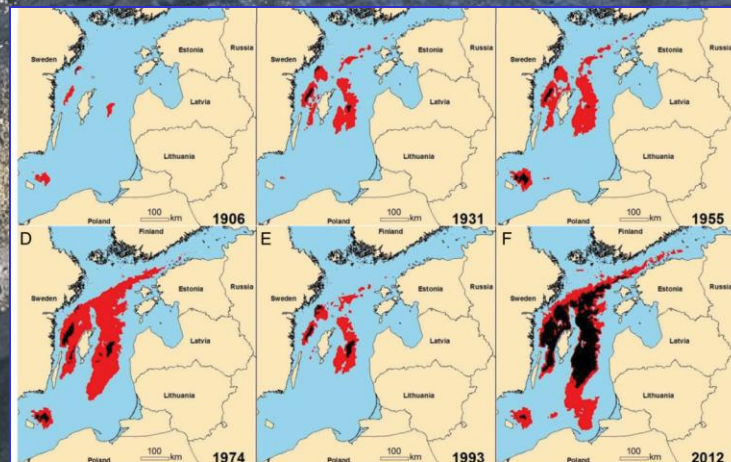 Sweden
Estonia
Russia
Latvia
Lithuania
Poland
100
km
1906
Sweden
Estonia
Russia
Latvia
Lithuania
Poland
100
km
1931
Sweden
Estonia
Russia
Latvia
Lithuania
Poland
100
km
1955
D
Finland
Sweden
Estonia
Russia
Latvia
Lithuania
Poland
100
km
1974
E
Finland
Sweden
Estonia
Russia
Latvia
Lithuania
Poland
100
km
1993
F
Finland
Sweden
Estonia
Russia
Latvia
Lithuania
Poland
100
km
2012